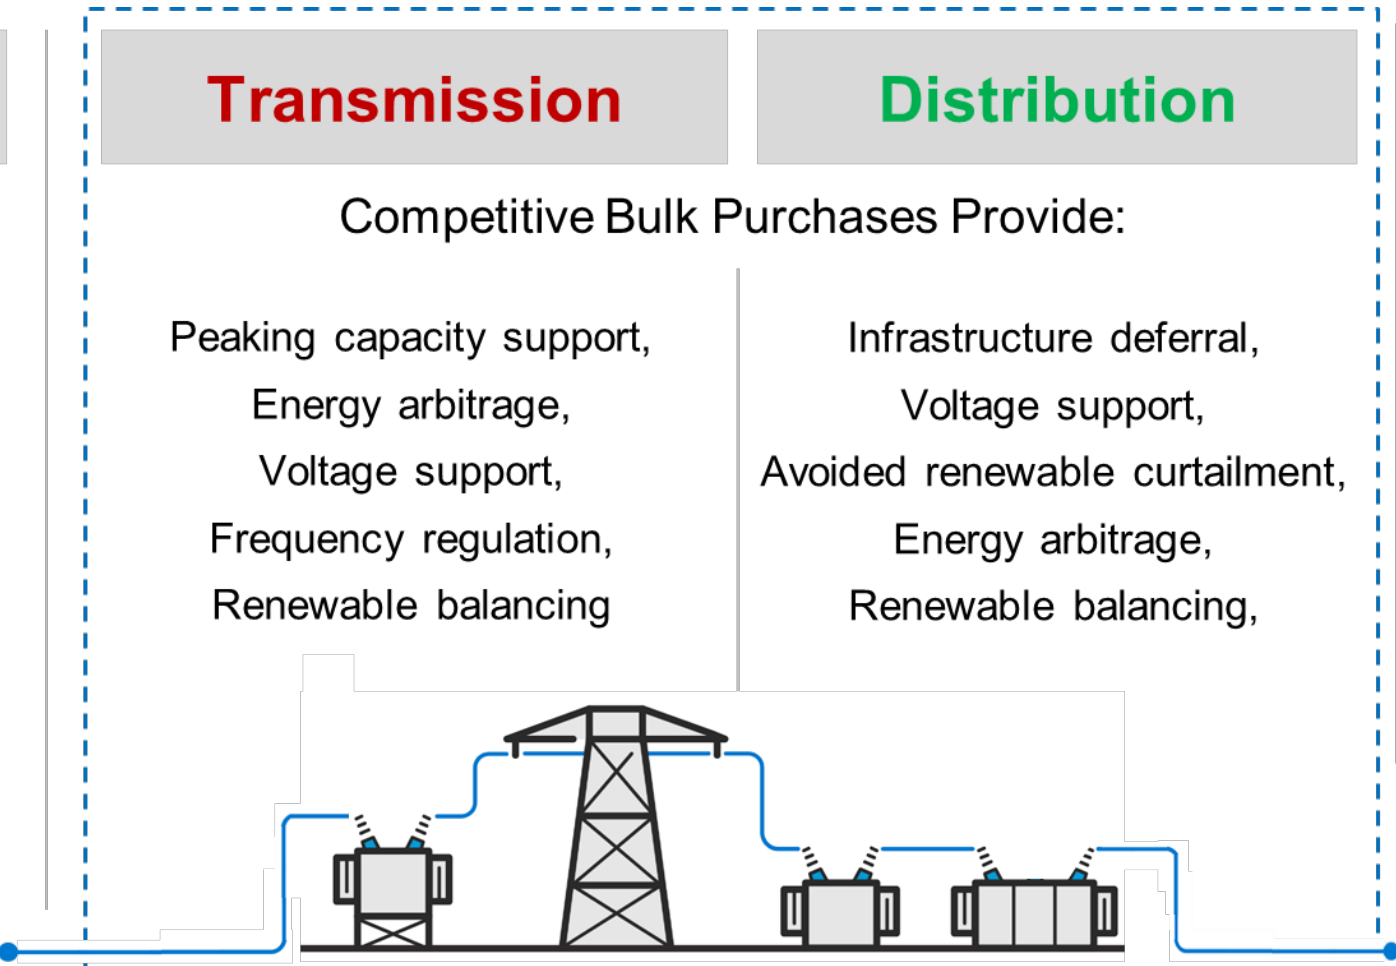 Transmission
Distribution
Competitive Bulk Purchases Provide:
Peaking capacity support,
Energy arbitrage,
Voltage support,
Frequency regulation,
Renewable balancing
Infrastructure deferral,
Voltage support,
Avoided renewable curtailment,
Energy arbitrage,
Renewable balancing,